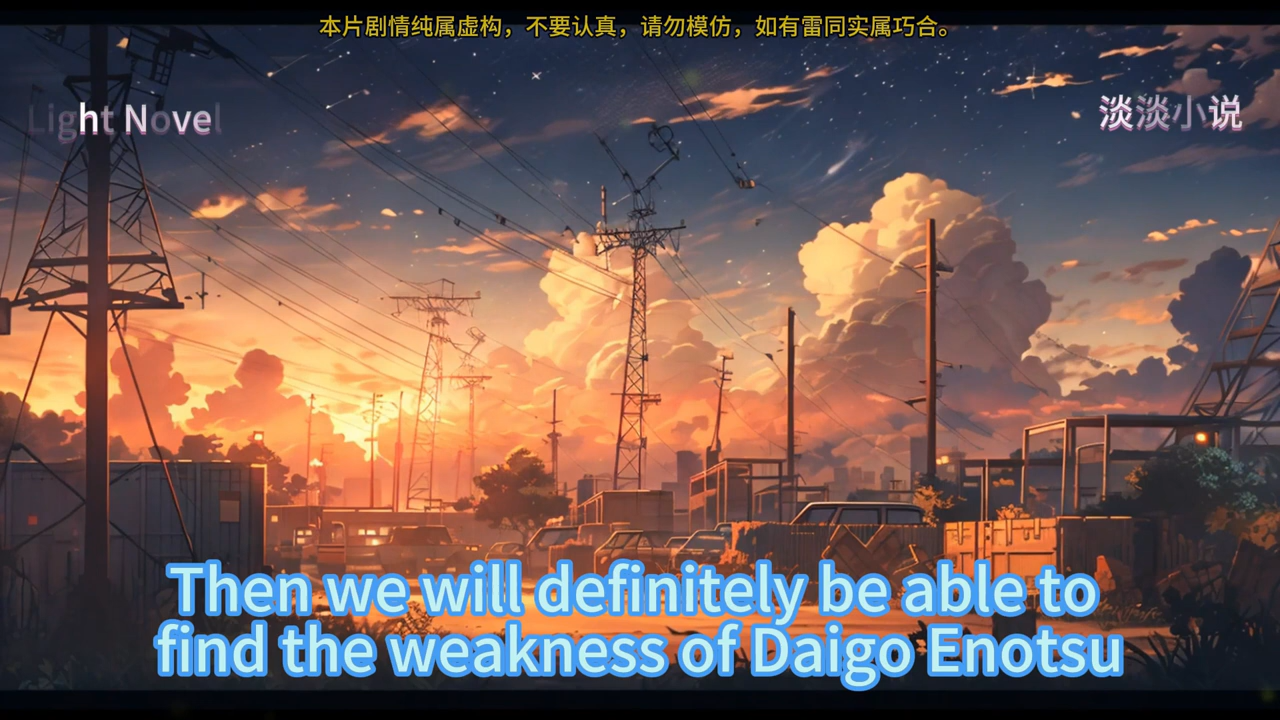 本片剧情纯属虚构，不要认真，请勿模仿，如有雷同实属巧合。
Light Novel
淡淡小说
Then we will definitely be able to
find the weakness of Daigo Enotsu